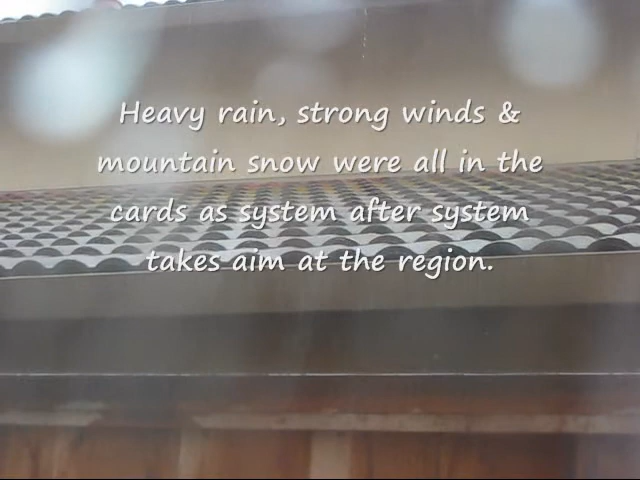 Heavy rain, strong winds &
mountain snow were all in the
cards as system after system
takes aim at the region.